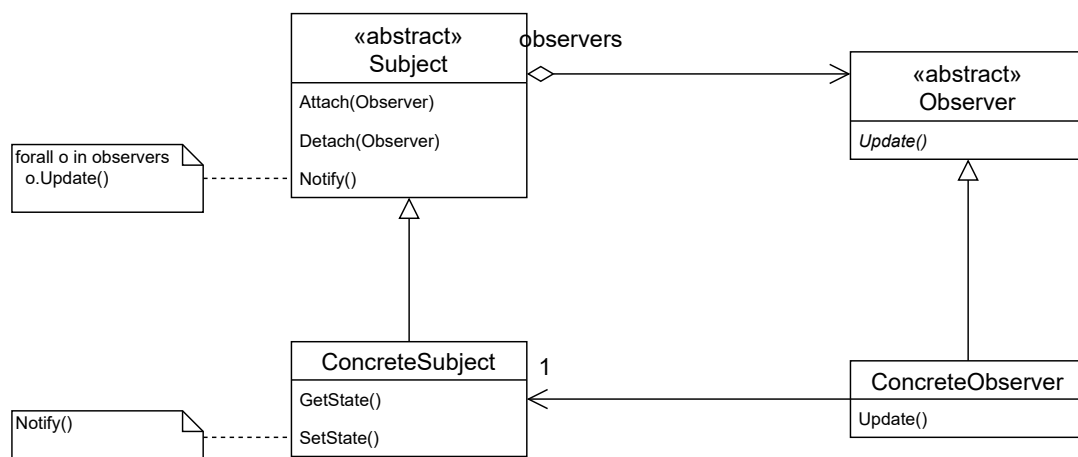 «abstract»
Subject
Attach(Observer)
Detach(Observer)
Notify()
observers
«abstract»
Observer
Update()
forall o in observers
o.Update()
ConcreteSubject
GetState()
SetState()
1
ConcreteObserver
Update()
Notify()